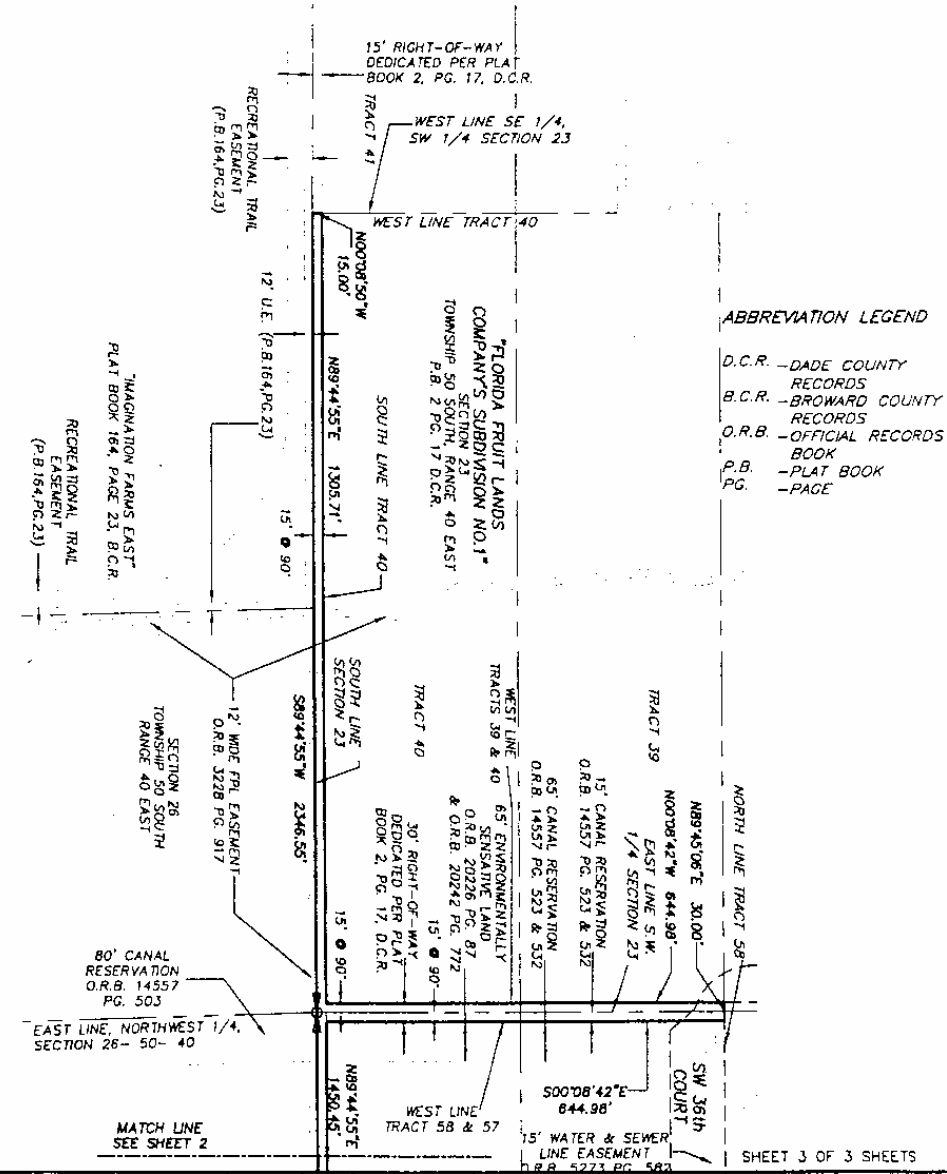 15' RIGHT-OF-WAY
DEDICATED PER PLAT
BOOK 2, PG. 17, D.C.R.
TRACT 41
WEST LINE SE 1/4,
SW 1/4 SECTION 23
RECREATIONAL TRAIL
EASEMENT
(P.B.164,PG.23)
WEST LINE TRACT 40
N00°08'50"W
15.00'
12' U.E. (P.B.164,PG.23)
N89°44'55"E 1305.71'
SOUTH LINE TRACT 40
"FLORIDA FRUIT LANDS
COMPANY'S SUBDIVISION NO.1"
SECTION 23
TOWNSHIP 50 SOUTH, RANGE 40 EAST
P.B. 2 PG. 17 D.C.R.
ABBREVIATION LEGEND
D.C.R. -DADE COUNTY
RECORDS
B.C.R. -BROWARD COUNTY
RECORDS
O.R.B. -OFFICIAL RECORDS
BOOK
P.B. -PLAT BOOK
PG. -PAGE
"IMAGINATION FARMS EAST"
PLAT BOOK 164, PAGE 23, B.C.R.
RECREATIONAL TRAIL
EASEMENT
(P.B.164,PG.23)
15' @ 90°
SOUTH LINE
SECTION 23
S89°44'55"W 2346.55'
12' WIDE FPL EASEMENT
O.R.B. 3228 PG. 917
SECTION 26
TOWNSHIP 50 SOUTH
RANGE 40 EAST
TRACT 40
30' RIGHT-OF-WAY
DEDICATED PER PLAT
BOOK 2, PG. 17, D.C.R.
15' @ 90°
15' @ 90°
WEST LINE
TRACTS 39 & 40
65' ENVIRONMENTALLY
SENSATIVE LAND
O.R.B. 20226 PG. 87
& O.R.B. 20242 PG. 772
65' CANAL RESERVATION
O.R.B. 14557 PG. 523 & 532
15' CANAL RESERVATION
O.R.B. 14557 PG. 523 & 532
TRACT 39
EAST LINE S.W.
1/4 SECTION 23
N00°08'42"W 644.98'
N89°45'06"E 30.00'
NORTH LINE TRACT 58
80' CANAL
RESERVATION
O.R.B. 14557
PG. 503
EAST LINE, NORTHWEST 1/4,
SECTION 26- 50- 40
N89°44'55"E
1450.45'
WEST LINE
TRACT 58 & 57
S00°08'42"E
644.98'
SW 36th
COURT
15' WATER & SEWER
LINE EASEMENT
O.R.B. 5273 PG. 582
MATCH LINE
SEE SHEET 2
SHEET 3 OF 3 SHEETS